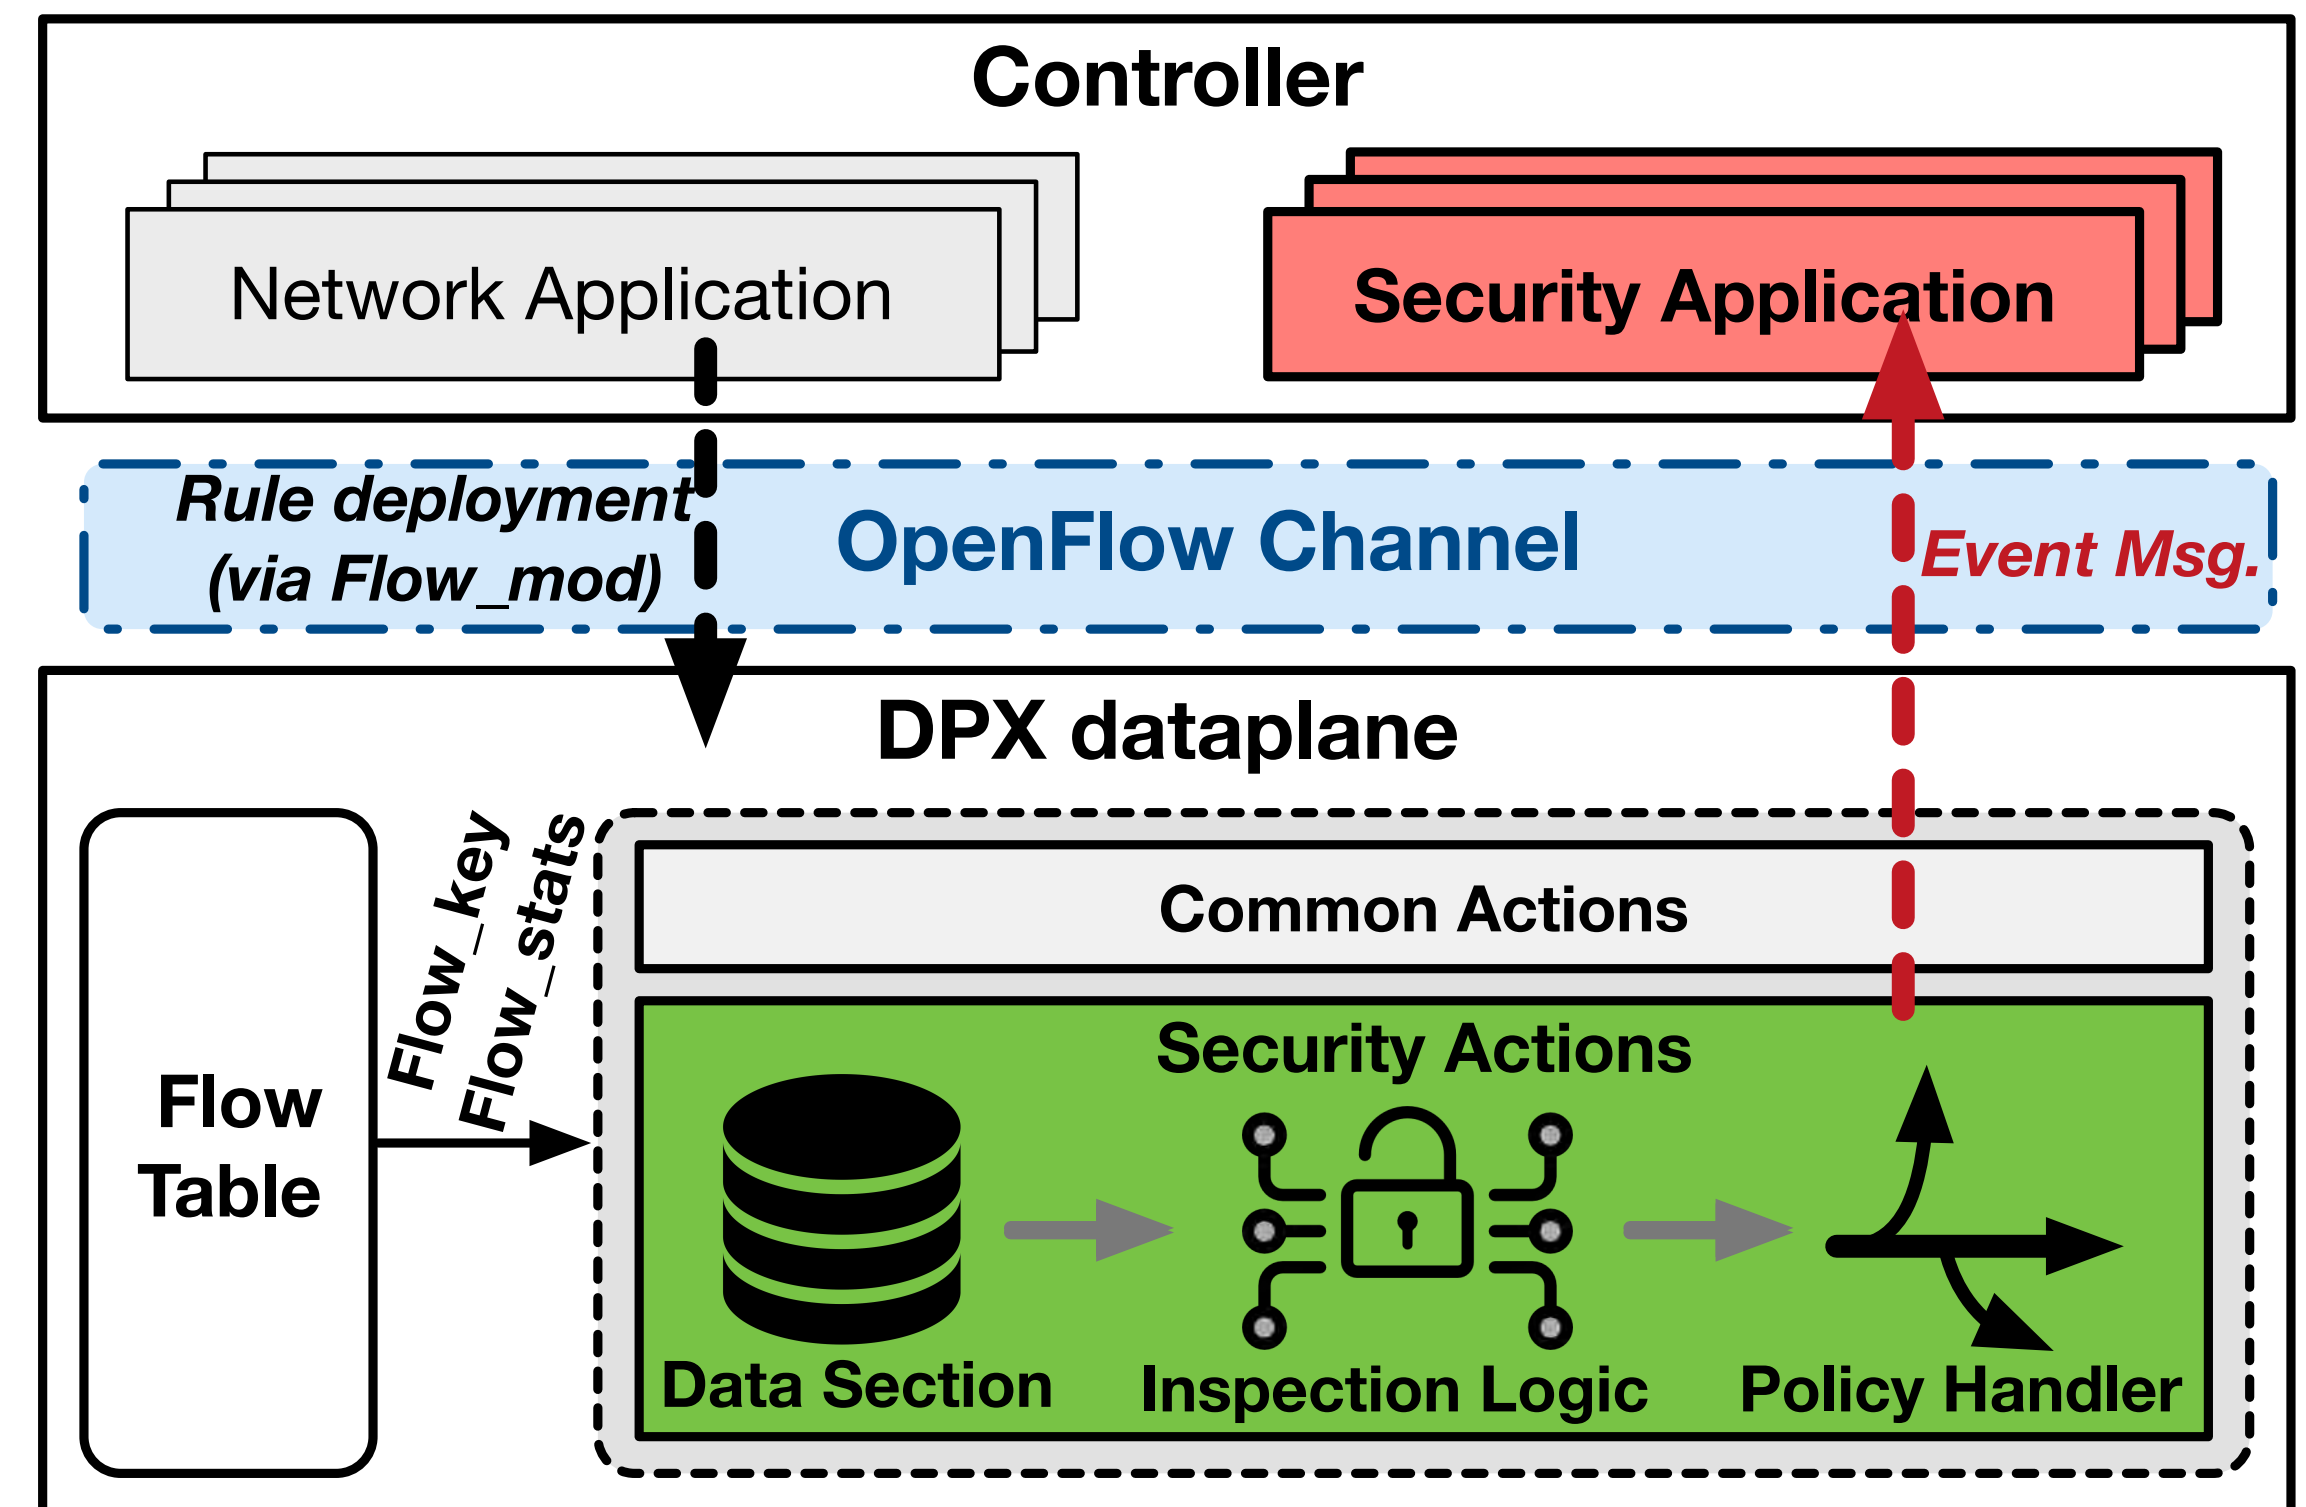 Controller
Network Application
Security Application
Rule deployment
(via Flow_mod)
OpenFlow Channel
Event Msg.
DPX dataplane
Flow_key
Flow_stats
Flow
Table
Common Actions
Security Actions
Data Section
Inspection Logic
Policy Handler